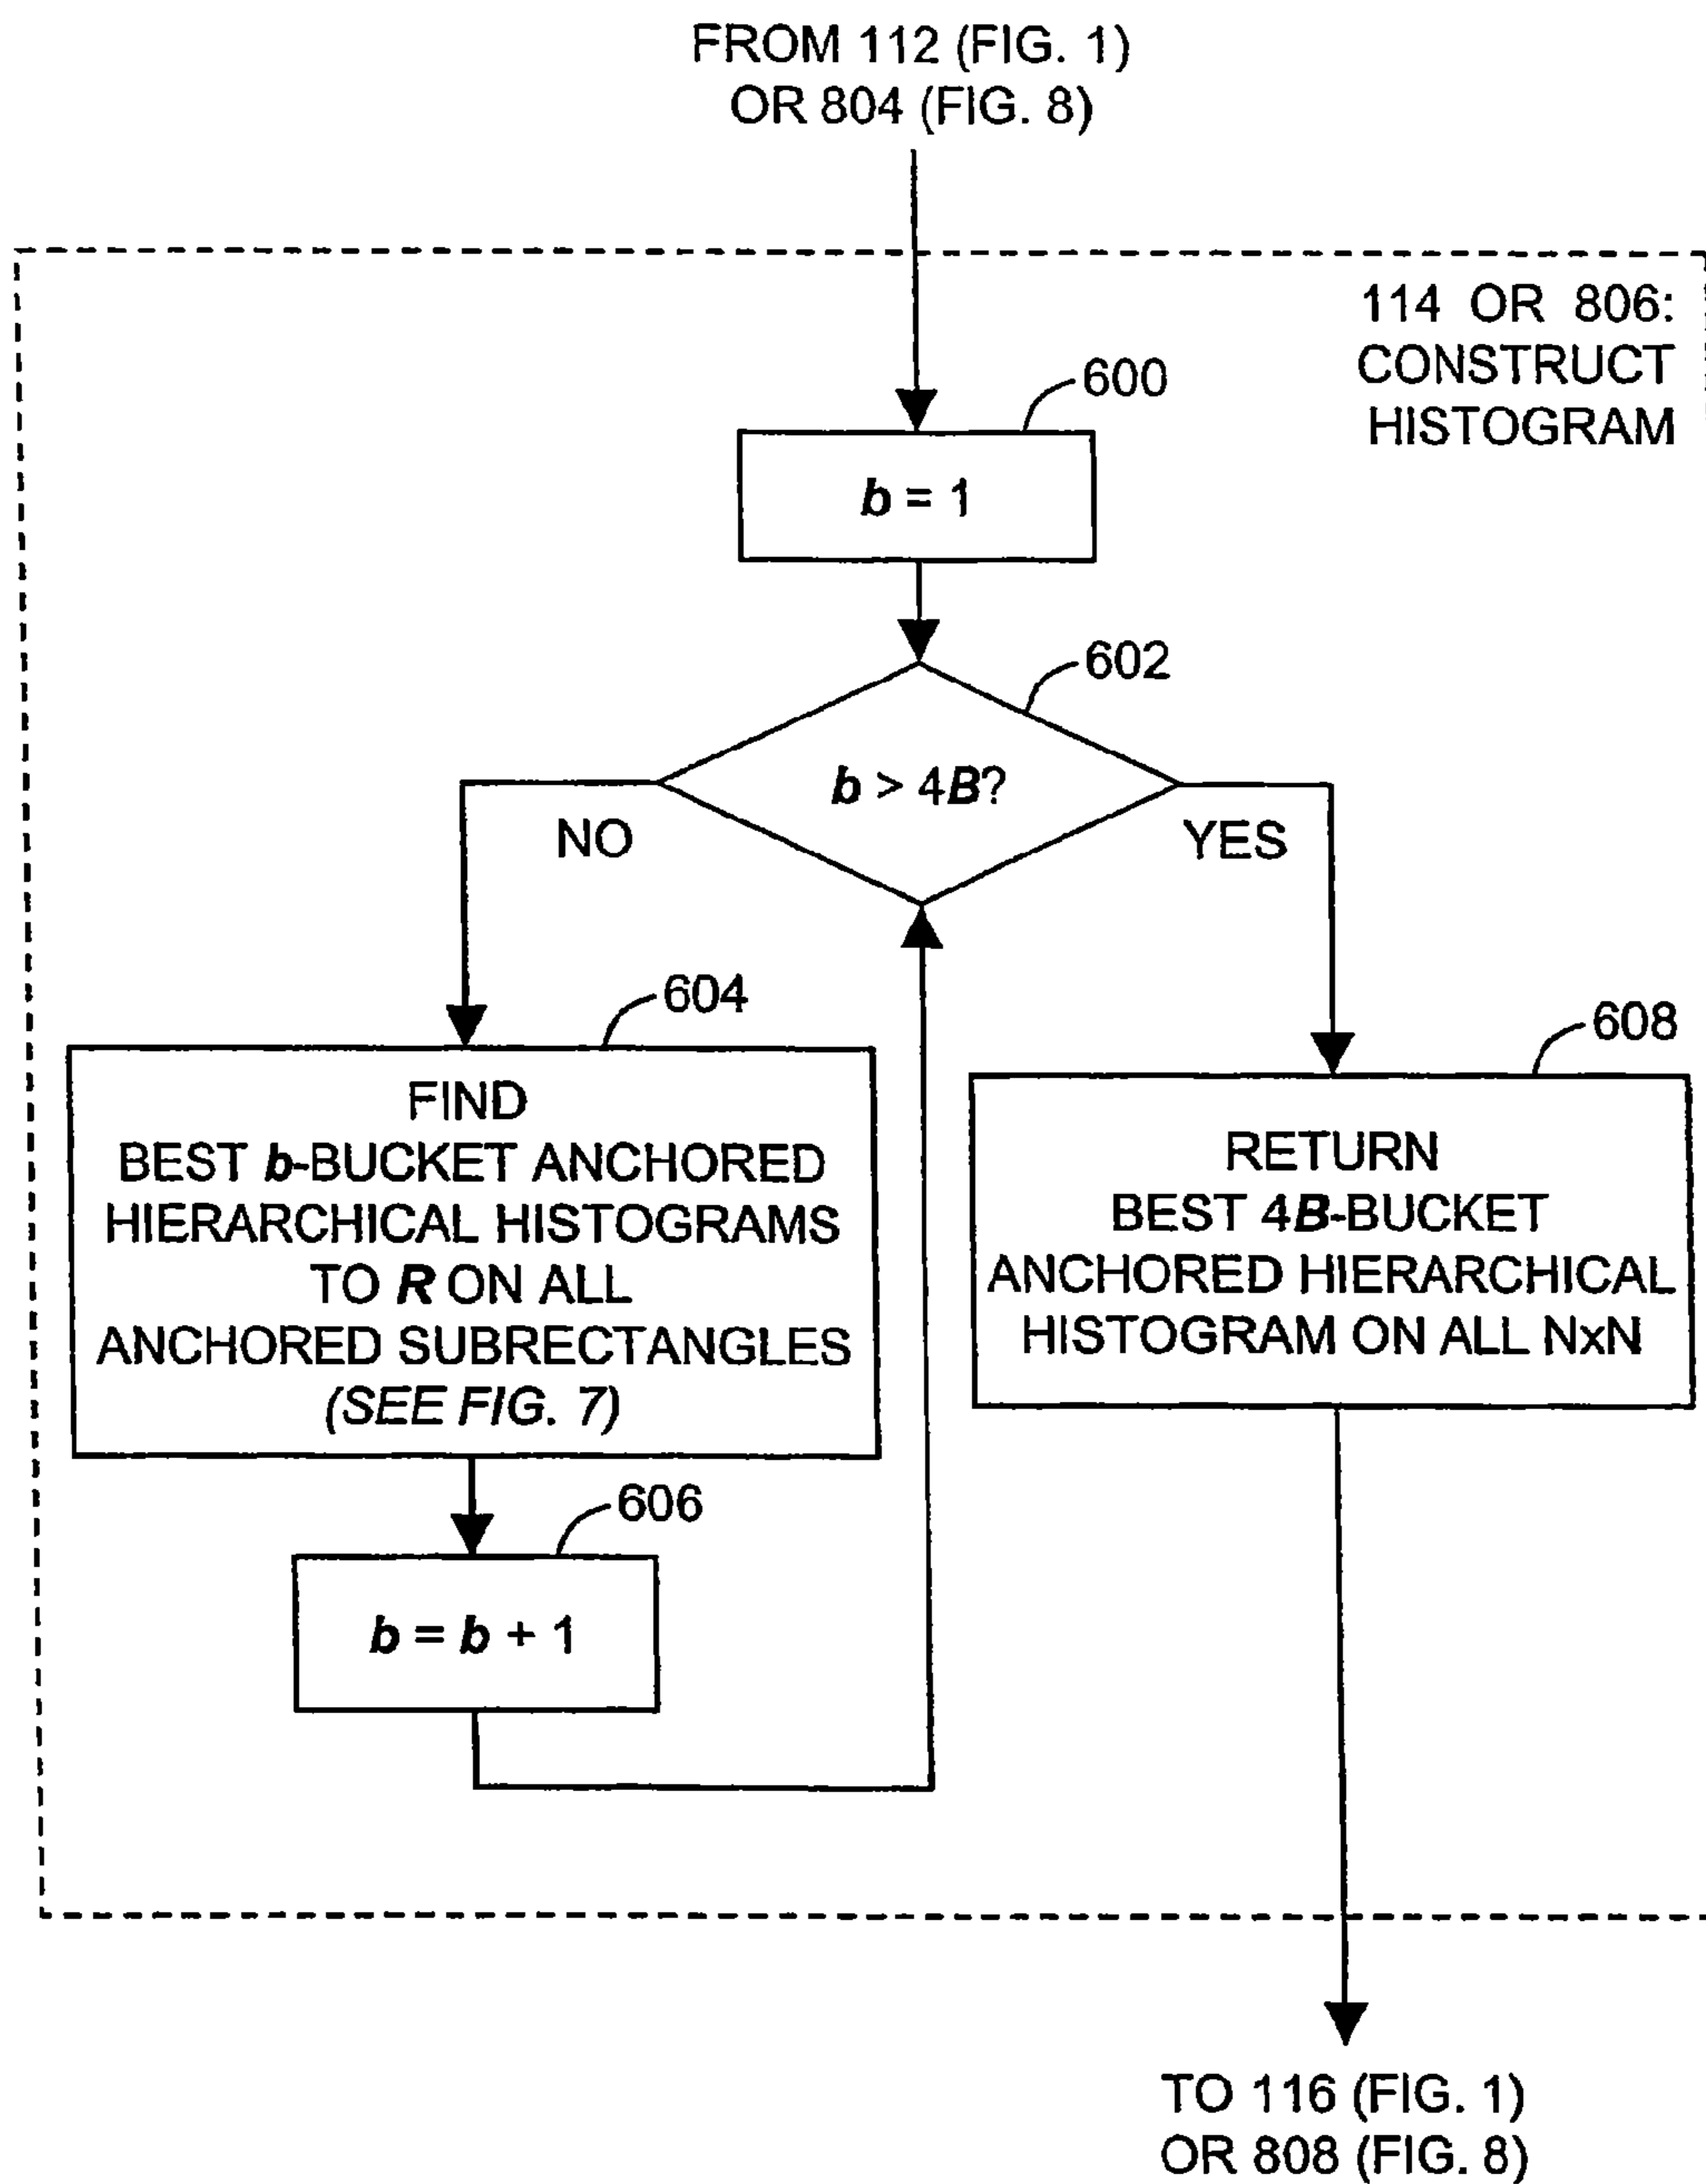 FROM 112 (FIG. 1)
OR 804 (FIG. 8)
114 OR 806:
CONSTRUCT
HISTOGRAM
600
b = 1
602
b > 4B?
NO
YES
604
FIND
BEST b-BUCKET ANCHORED
HIERARCHICAL HISTOGRAMS
TO R ON ALL
ANCHORED SUBRECTANGLES
(SEE FIG. 7)
608
RETURN
BEST 4B-BUCKET
ANCHORED HIERARCHICAL
HISTOGRAM ON ALL NxN
606
b = b + 1
TO 116 (FIG. 1)
OR 808 (FIG. 8)